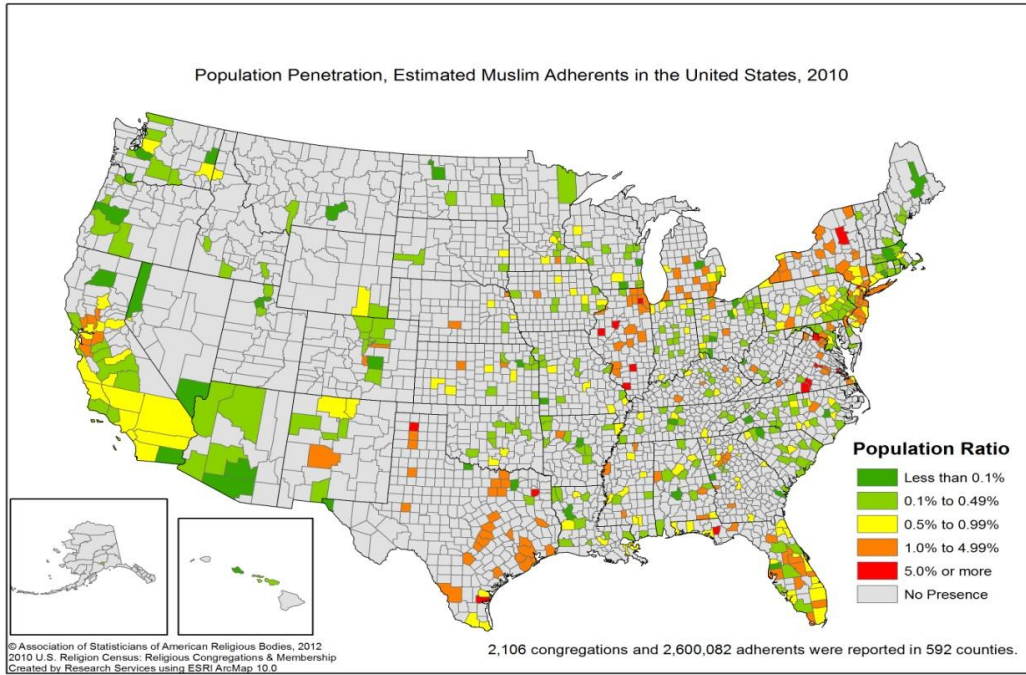 Population Penetration, Estimated Muslim Adherents in the United States, 2010
Population Ratio
Less than 0.1%
0.1% to 0.49%
0.5% to 0.99%
1.0% to 4.99%
5.0% or more
No Presence
© Association of Statisticians of American Religious Bodies, 2012
2010 U.S. Religion Census: Religious Congregations & Membership
Created by Research Services using ESRI ArcMap 10.0
2,106 congregations and 2,600,082 adherents were reported in 592 counties.